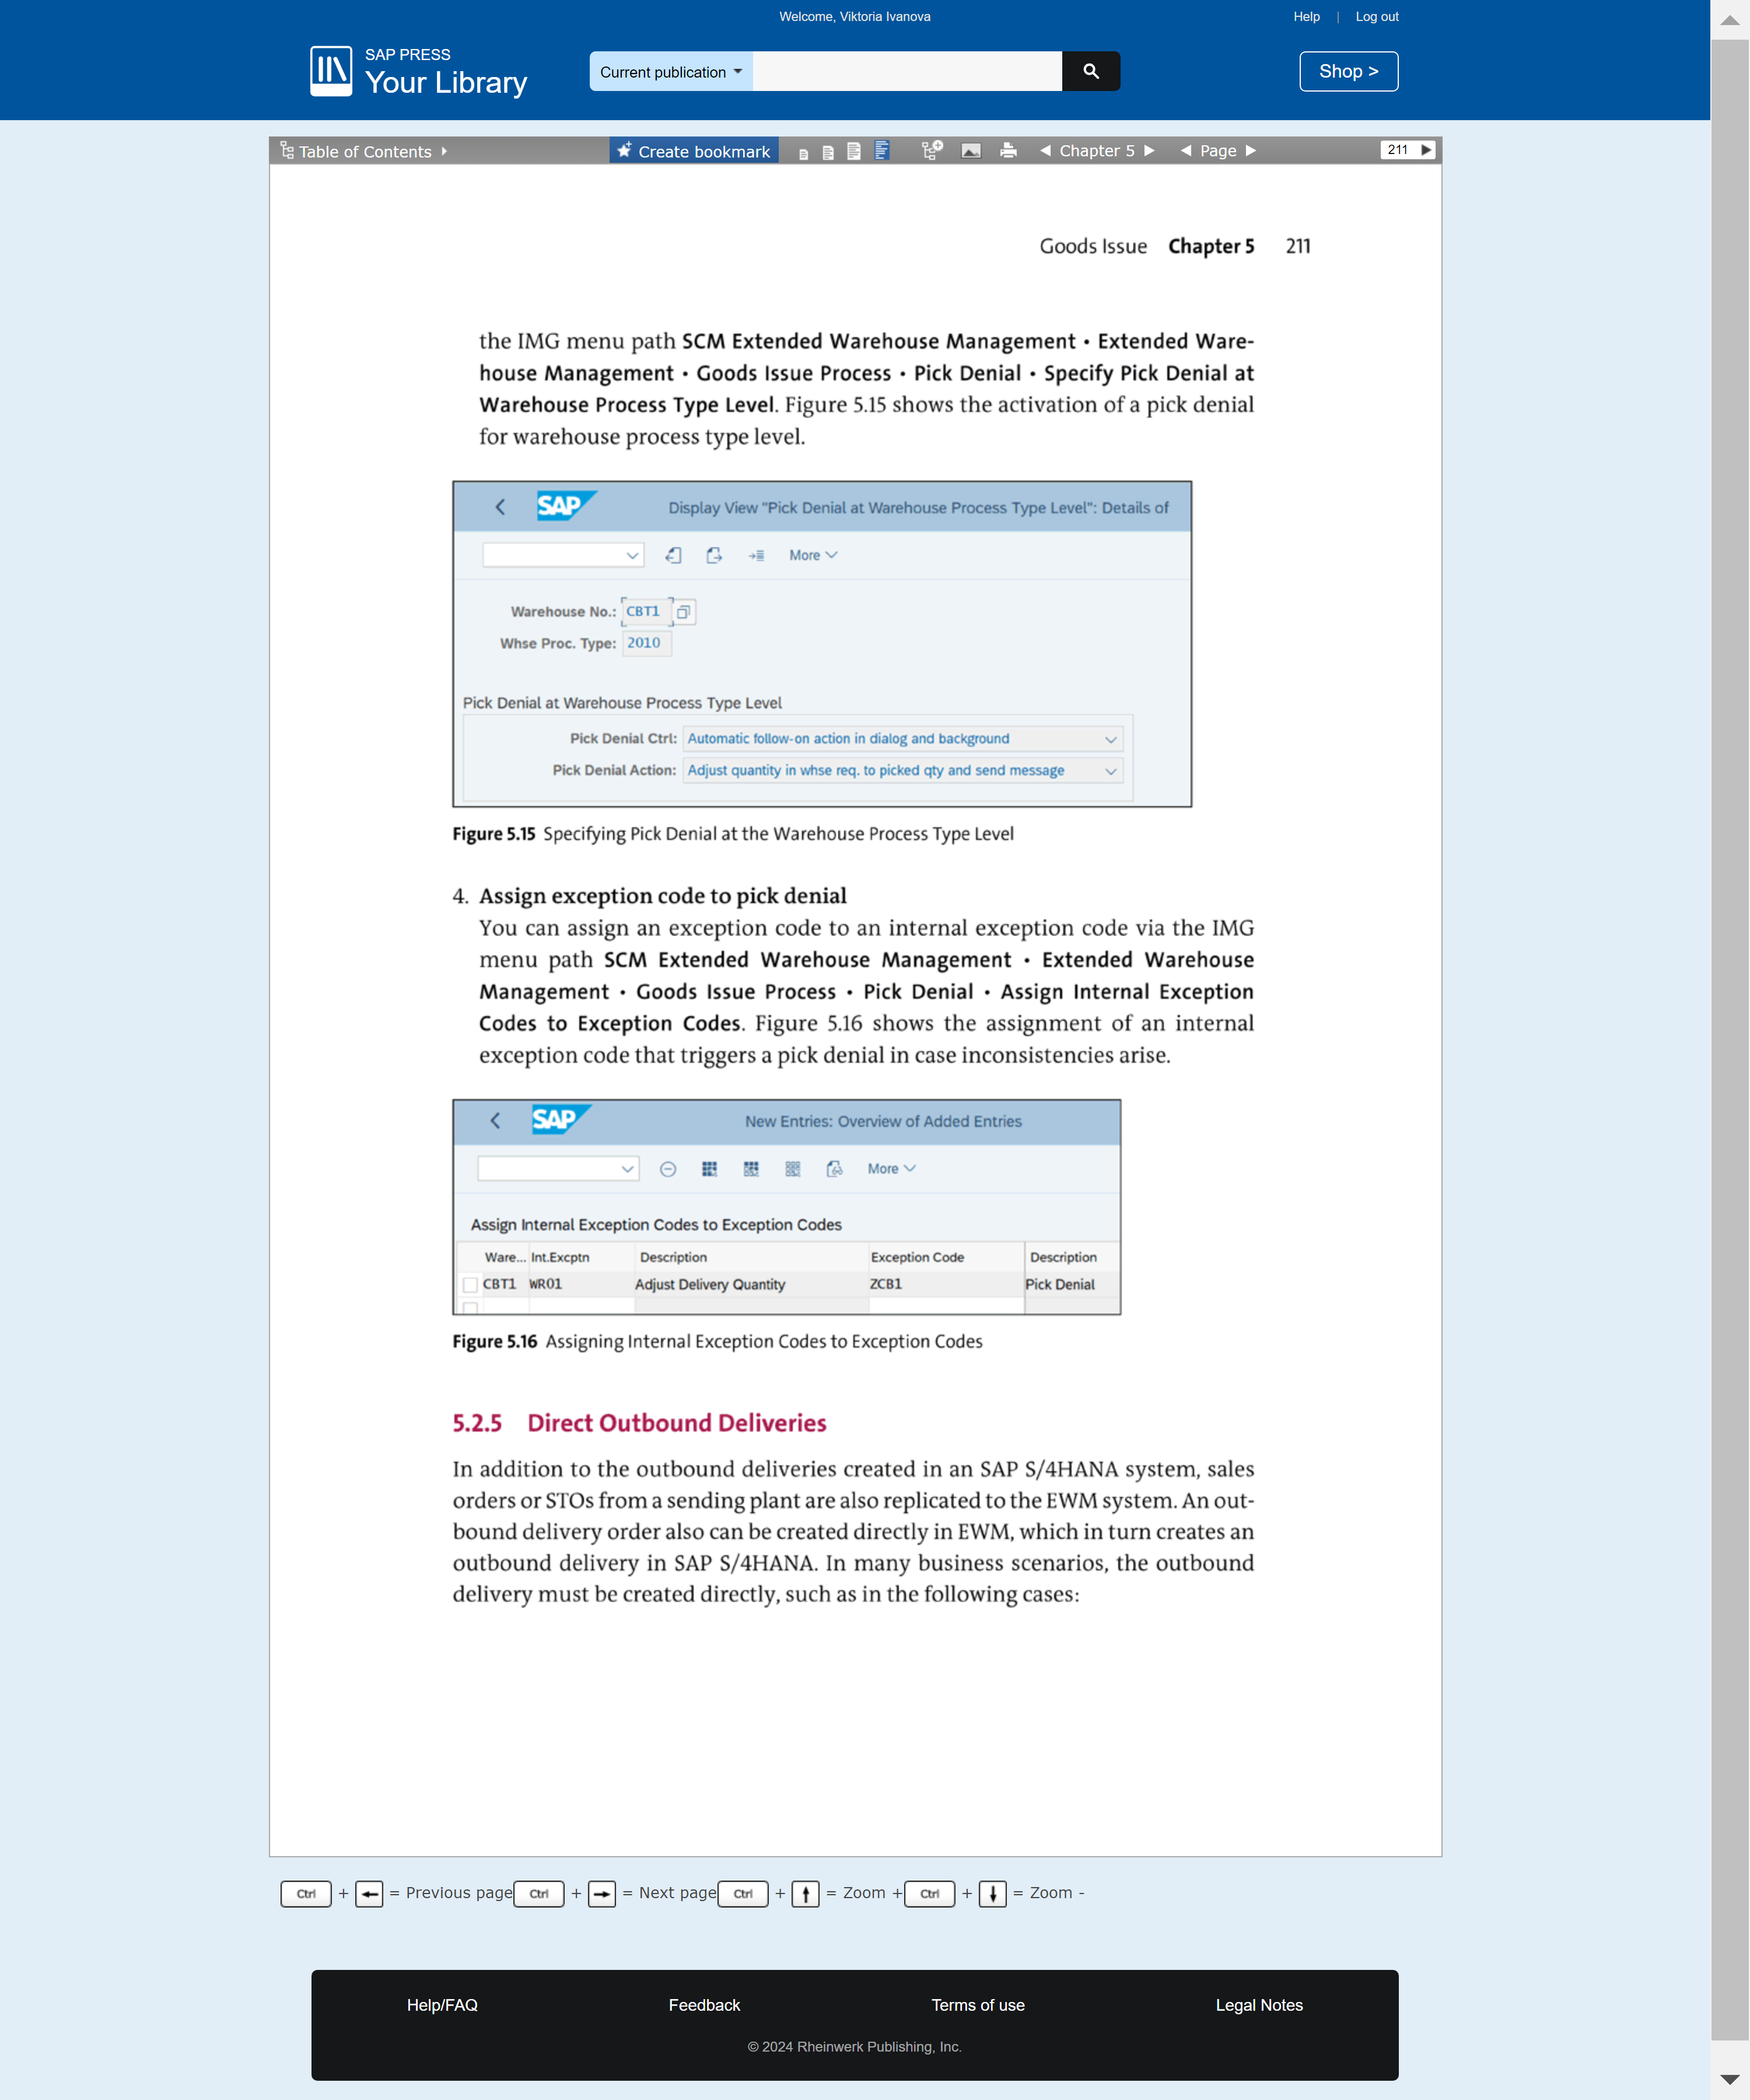 Welcome, Viktoria Ivanova
Help | Log out
SAP PRESS
Your Library
Current publication
Shop >
Table of Contents
Create bookmark
Chapter 5
Page
211
Goods Issue Chapter 5 211
the IMG menu path SCM Extended Warehouse Management • Extended Ware-
house Management • Goods Issue Process • Pick Denial • Specify Pick Denial at
Warehouse Process Type Level. Figure 5.15 shows the activation of a pick denial
for warehouse process type level.
SAP
Display View "Pick Denial at Warehouse Process Type Level": Details of
More
Warehouse No.: CBT1
Whse Proc. Type: 2010
Pick Denial at Warehouse Process Type Level
Pick Denial Ctrl: Automatic follow-on action in dialog and background
Pick Denial Action: Adjust quantity in whse req. to picked qty and send message
Figure 5.15 Specifying Pick Denial at the Warehouse Process Type Level
4. Assign exception code to pick denial
You can assign an exception code to an internal exception code via the IMG
menu path SCM Extended Warehouse Management • Extended Warehouse
Management • Goods Issue Process • Pick Denial • Assign Internal Exception
Codes to Exception Codes. Figure 5.16 shows the assignment of an internal
exception code that triggers a pick denial in case inconsistencies arise.
SAP
New Entries: Overview of Added Entries
More
Assign Internal Exception Codes to Exception Codes
Ware... Int.Excptn Description Exception Code Description
CBT1 WR01 Adjust Delivery Quantity ZCB1 Pick Denial
Figure 5.16 Assigning Internal Exception Codes to Exception Codes
5.2.5 Direct Outbound Deliveries
In addition to the outbound deliveries created in an SAP S/4HANA system, sales
orders or STOs from a sending plant are also replicated to the EWM system. An out-
bound delivery order also can be created directly in EWM, which in turn creates an
outbound delivery in SAP S/4HANA. In many business scenarios, the outbound
delivery must be created directly, such as in the following cases:
Ctrl + ← = Previous page Ctrl + → = Next page Ctrl + ↑ = Zoom + Ctrl + ↓ = Zoom -
Help/FAQ Feedback Terms of use Legal Notes
© 2024 Rheinwerk Publishing, Inc.